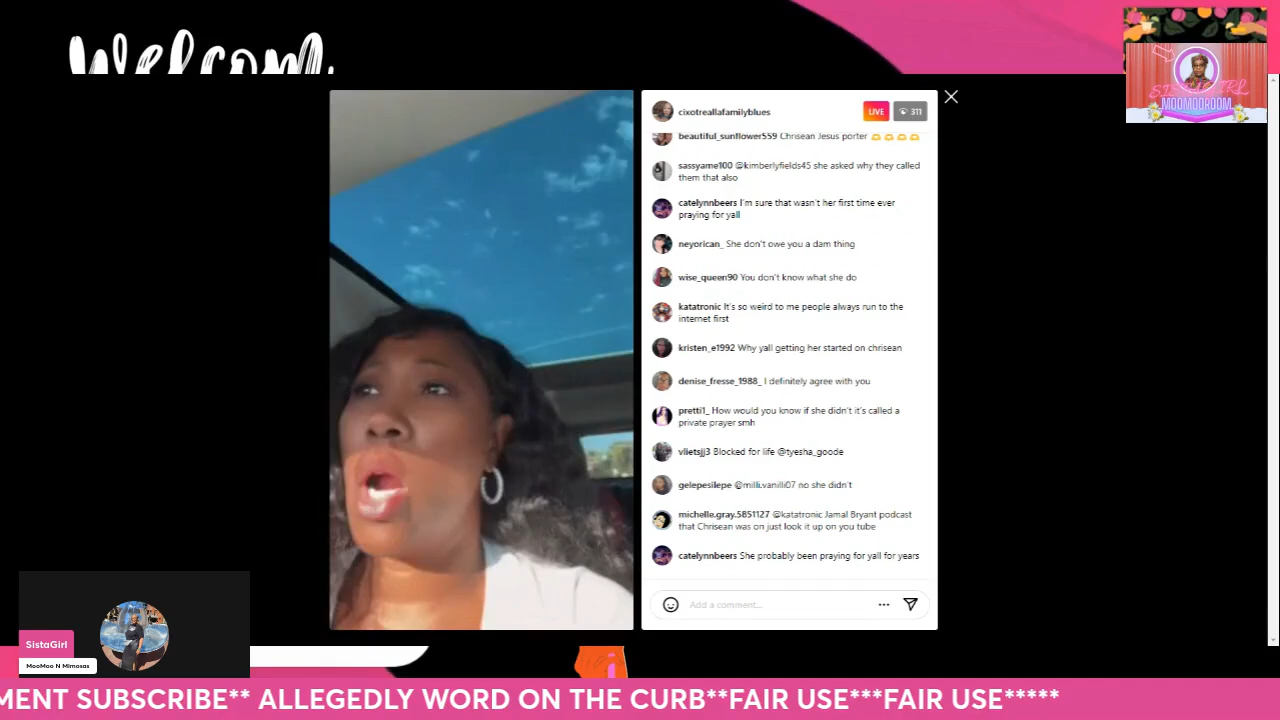 Welcom
SISTAGIRL
MOOMOOROOM
cixotreallafamilyblues
LIVE
311
beautiful_sunflower559 Chrisean Jesus porter 🫶 🫶 🫶 🫶
sassyame100 @kimberlyfields45 she asked why they called
them that also
catelynnbeers I'm sure that wasn't her first time ever
praying for yall
neyorican_ She don't owe you a dam thing
wise_queen90 You don't know what she do
katatronic It's so weird to me people always run to the
internet first
kristen_e1992 Why yall getting her started on chrisean
denise_fresse_1988_ I definitely agree with you
pretti1_ How would you know if she didn't it's called a
private prayer smh
vlietsjj3 Blocked for life @tyesha_goode
gelepesilepe @milli.vanilli07 no she didn't
michelle.gray.5851127 @katatronic Jamal Bryant podcast
that Chrisean was on just look it up on you tube
catelynnbeers She probably been praying for yall for years
Add a comment...
SistaGirl
MooMoo N Mimosas
MENT SUBSCRIBE** ALLEGEDLY WORD ON THE CURB**FAIR USE***FAIR USE*****